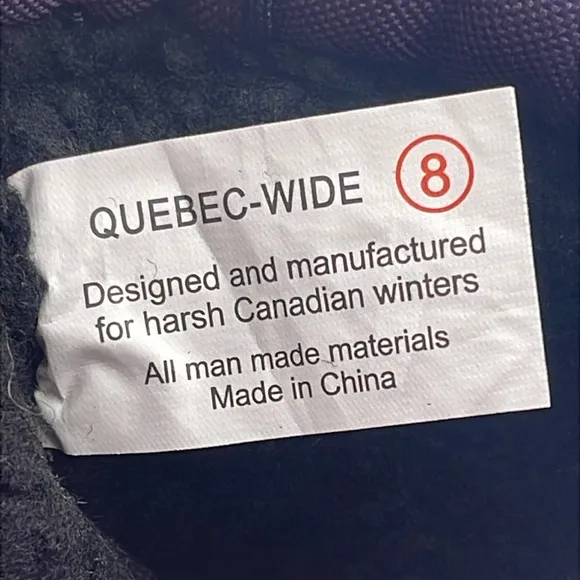 QUEBEC-WIDE 8
Designed and manufactured
for harsh Canadian winters
All man made materials
Made in China